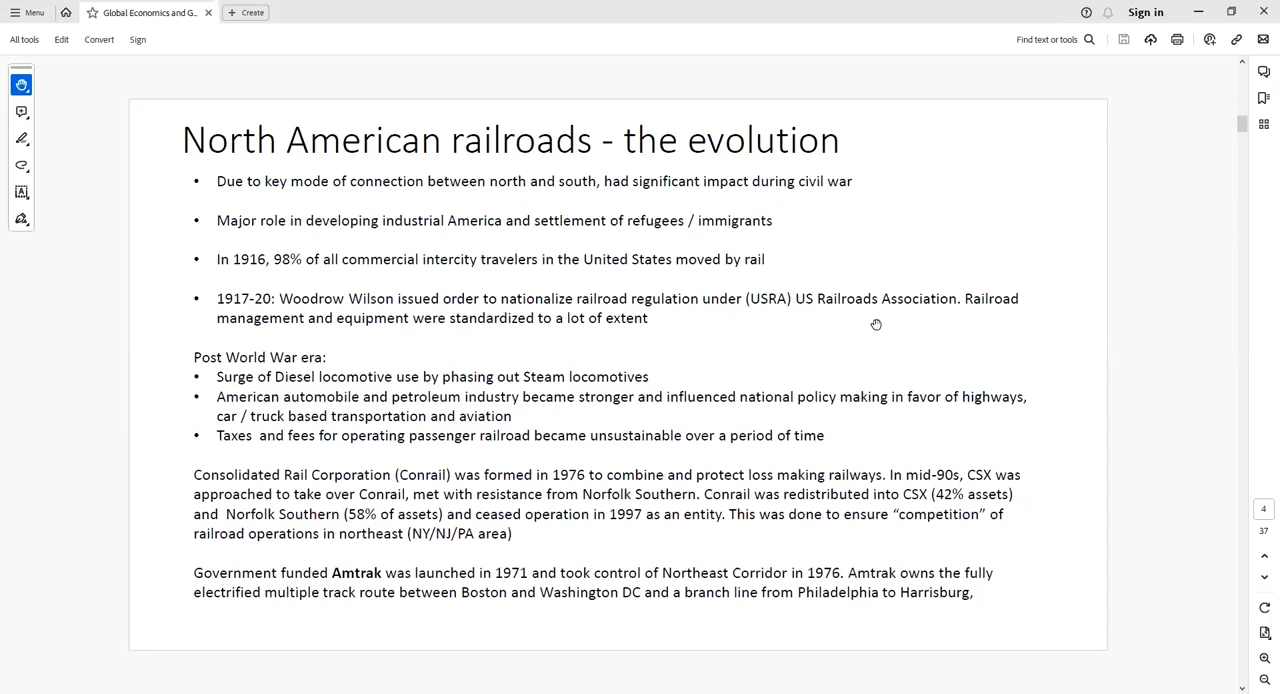 Menu
Global Economics and G...
+ Create
Sign in
All tools Edit Convert Sign
Find text or tools
North American railroads - the evolution
• Due to key mode of connection between north and south, had significant impact during civil war
• Major role in developing industrial America and settlement of refugees / immigrants
• In 1916, 98% of all commercial intercity travelers in the United States moved by rail
• 1917-20: Woodrow Wilson issued order to nationalize railroad regulation under (USRA) US Railroads Association. Railroad
management and equipment were standardized to a lot of extent
Post World War era:
• Surge of Diesel locomotive use by phasing out Steam locomotives
• American automobile and petroleum industry became stronger and influenced national policy making in favor of highways,
car / truck based transportation and aviation
• Taxes and fees for operating passenger railroad became unsustainable over a period of time
Consolidated Rail Corporation (Conrail) was formed in 1976 to combine and protect loss making railways. In mid-90s, CSX was
approached to take over Conrail, met with resistance from Norfolk Southern. Conrail was redistributed into CSX (42% assets)
and Norfolk Southern (58% of assets) and ceased operation in 1997 as an entity. This was done to ensure “competition” of
railroad operations in northeast (NY/NJ/PA area)
Government funded Amtrak was launched in 1971 and took control of Northeast Corridor in 1976. Amtrak owns the fully
electrified multiple track route between Boston and Washington DC and a branch line from Philadelphia to Harrisburg,
4
37